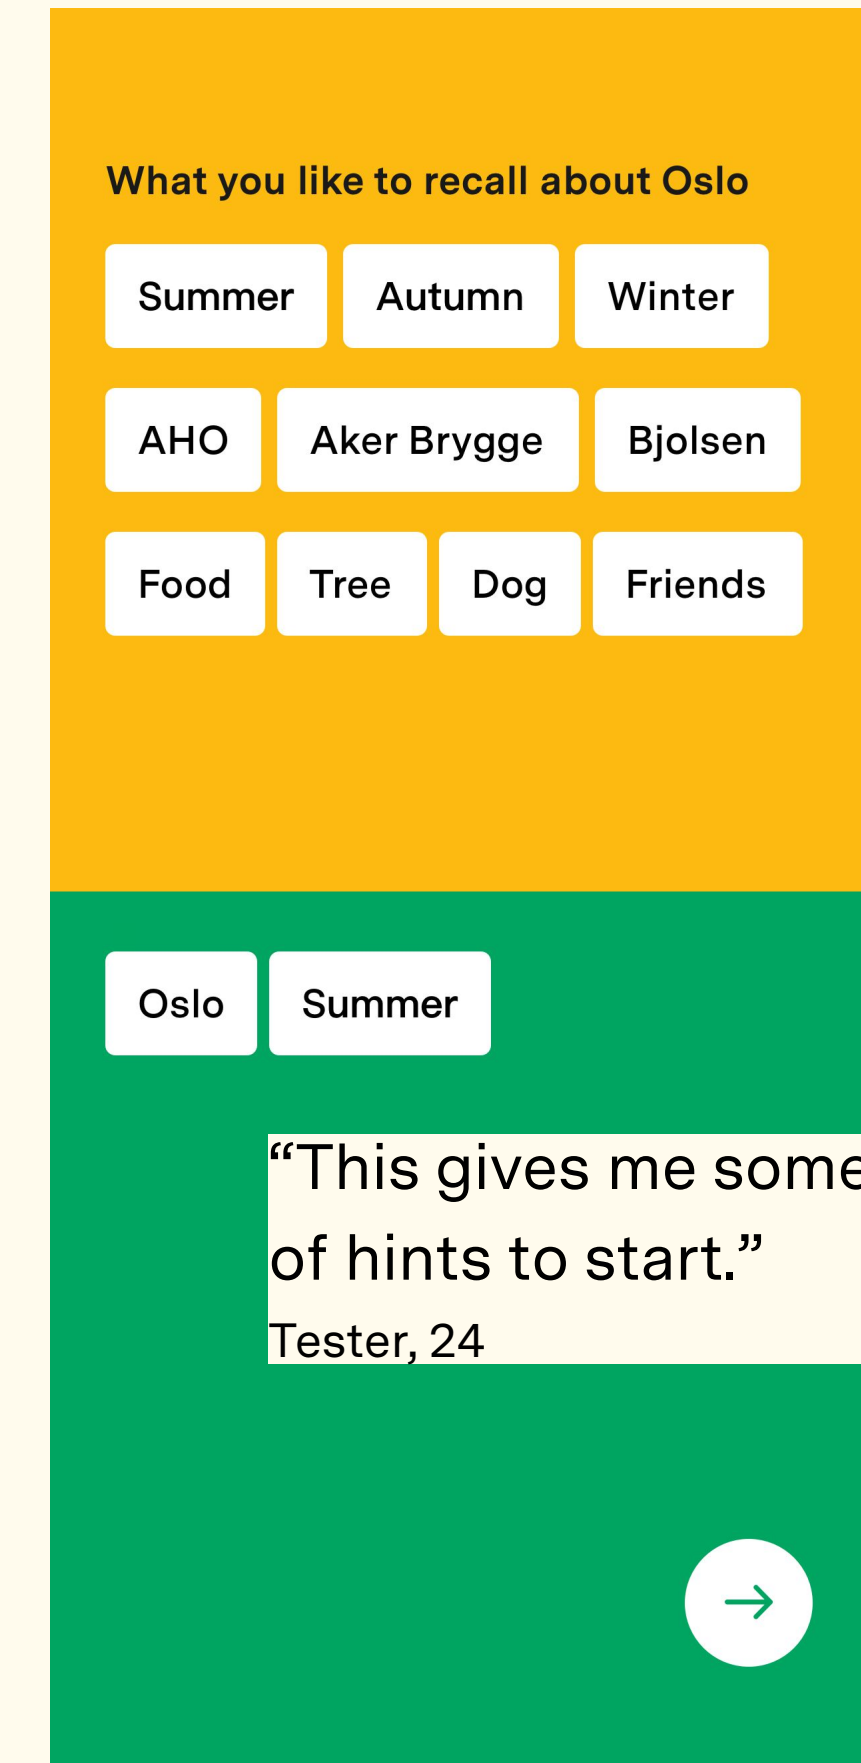 What you like to recall about Oslo
Summer Autumn Winter
AHO Aker Brygge Bjolsen
Food Tree Dog Friends
Oslo Summer
“This gives me some
of hints to start.”
Tester, 24